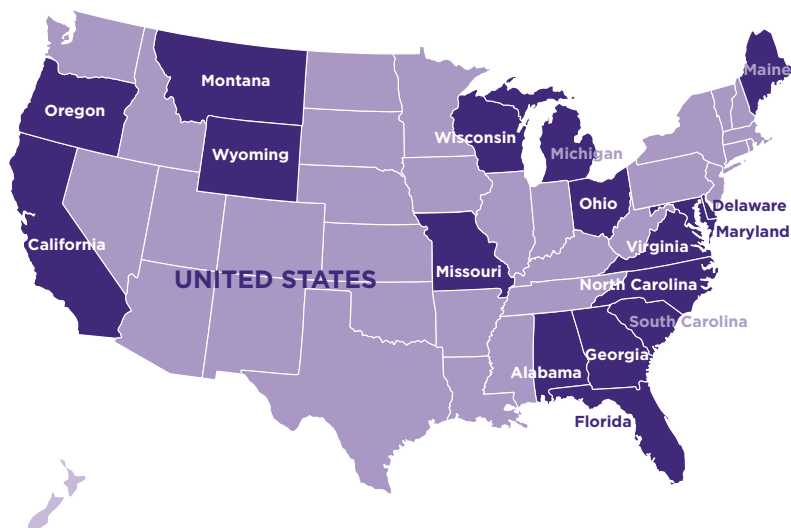 Maine
Montana
Oregon
Wisconsin
Michigan
Wyoming
Ohio
Delaware
Maryland
California
Virginia
Missouri
UNITED STATES
North Carolina
South Carolina
Georgia
Alabama
Florida